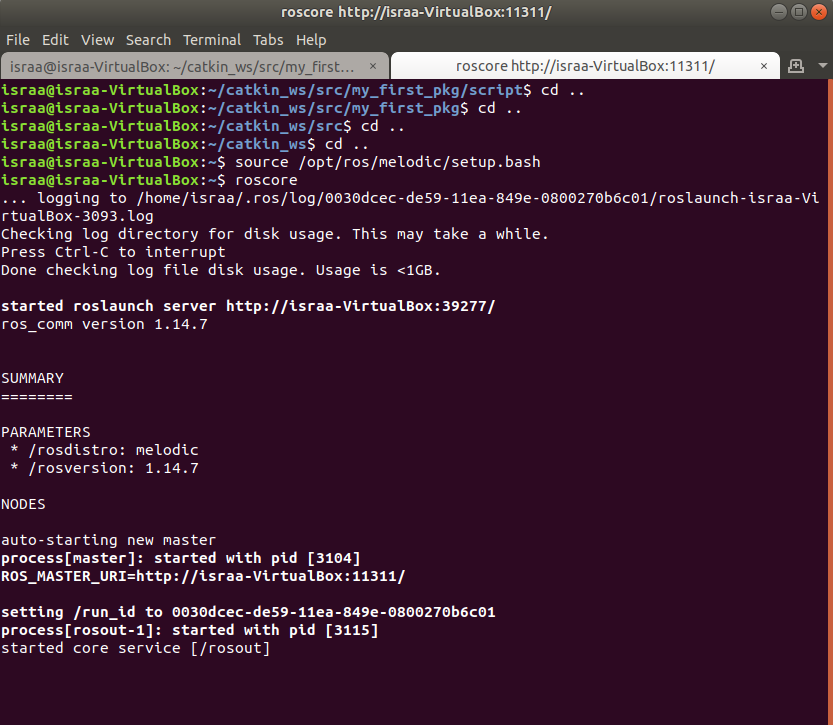 roscore http://israa-VirtualBox:11311/
File Edit View Search Terminal Tabs Help
israa@israa-VirtualBox: ~/catkin_ws/src/my_first… × roscore http://israa-VirtualBox:11311/ ×
israa@israa-VirtualBox:~/catkin_ws/src/my_first_pkg/script$ cd ..
israa@israa-VirtualBox:~/catkin_ws/src/my_first_pkg$ cd ..
israa@israa-VirtualBox:~/catkin_ws/src$ cd ..
israa@israa-VirtualBox:~/catkin_ws$ cd ..
israa@israa-VirtualBox:~$ source /opt/ros/melodic/setup.bash
israa@israa-VirtualBox:~$ roscore
... logging to /home/israa/.ros/log/0030dcec-de59-11ea-849e-0800270b6c01/roslaunch-israa-Vi
rtualBox-3093.log
Checking log directory for disk usage. This may take a while.
Press Ctrl-C to interrupt
Done checking log file disk usage. Usage is <1GB.
started roslaunch server http://israa-VirtualBox:39277/
ros_comm version 1.14.7
SUMMARY
========
PARAMETERS
 * /rosdistro: melodic
 * /rosversion: 1.14.7
NODES
auto-starting new master
process[master]: started with pid [3104]
ROS_MASTER_URI=http://israa-VirtualBox:11311/
setting /run_id to 0030dcec-de59-11ea-849e-0800270b6c01
process[rosout-1]: started with pid [3115]
started core service [/rosout]